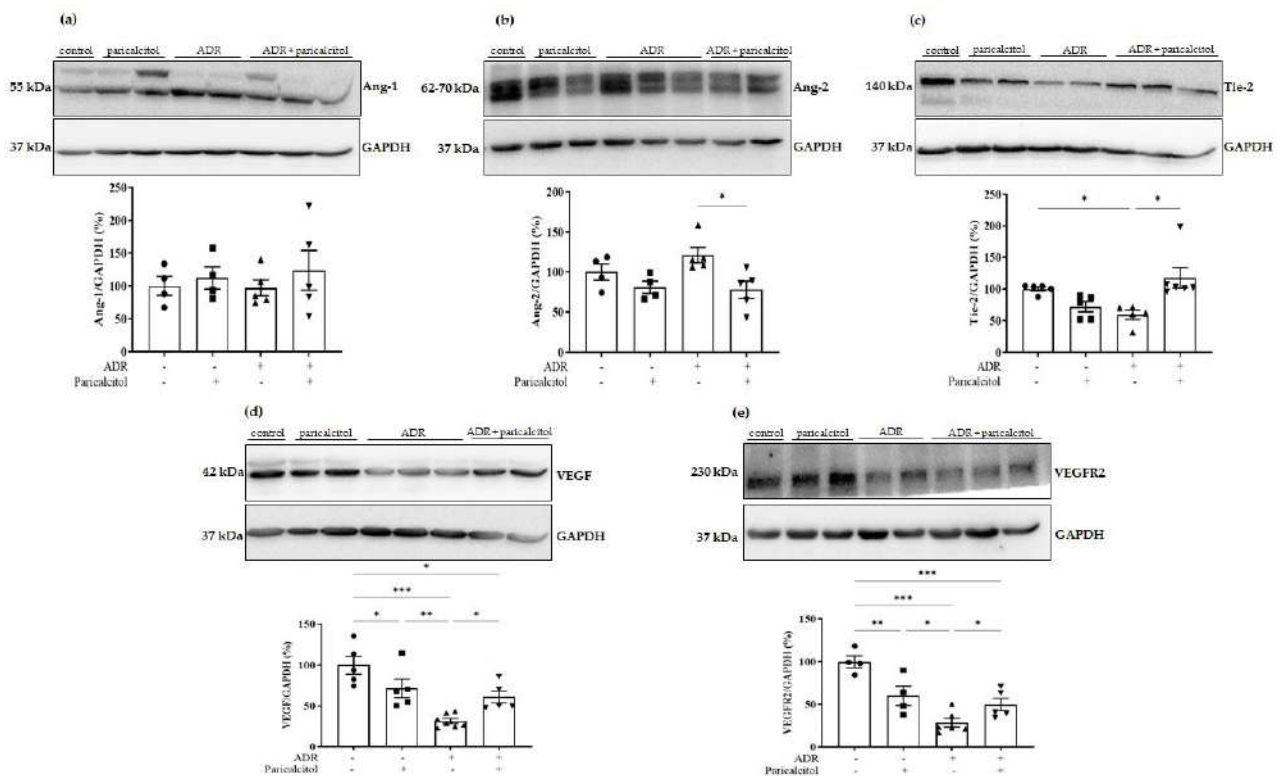 (a)
control paricalcitol ADR ADR+paricalcitol
55 kDa Ang-1
37 kDa GAPDH
Ang-1/GAPDH (%)
250
200
150
100
50
0
ADR - - + +
Paricalcitol - + - +
(b)
control paricalcitol ADR ADR+paricalcitol
62-70 kDa Ang-2
37 kDa GAPDH
Ang-2/GAPDH (%)
200
150
100
50
0
*
ADR - - + +
Paricalcitol - + - +
(c)
control paricalcitol ADR ADR+paricalcitol
140 kDa Tie-2
37 kDa GAPDH
Tie-2/GAPDH (%)
250
200
150
100
50
0
* *
ADR - - + +
Paricalcitol - + - +
(d)
control paricalcitol ADR ADR+paricalcitol
42 kDa VEGF
37 kDa GAPDH
*
***
* ** *
VEGF/GAPDH (%)
150
100
50
0
ADR - - + +
Paricalcitol - + - +
(e)
control paricalcitol ADR ADR+paricalcitol
230 kDa VEGFR2
37 kDa GAPDH
***
***
** * *
VEGFR2/GAPDH (%)
150
100
50
0
ADR - - + +
Paricalcitol - + - +